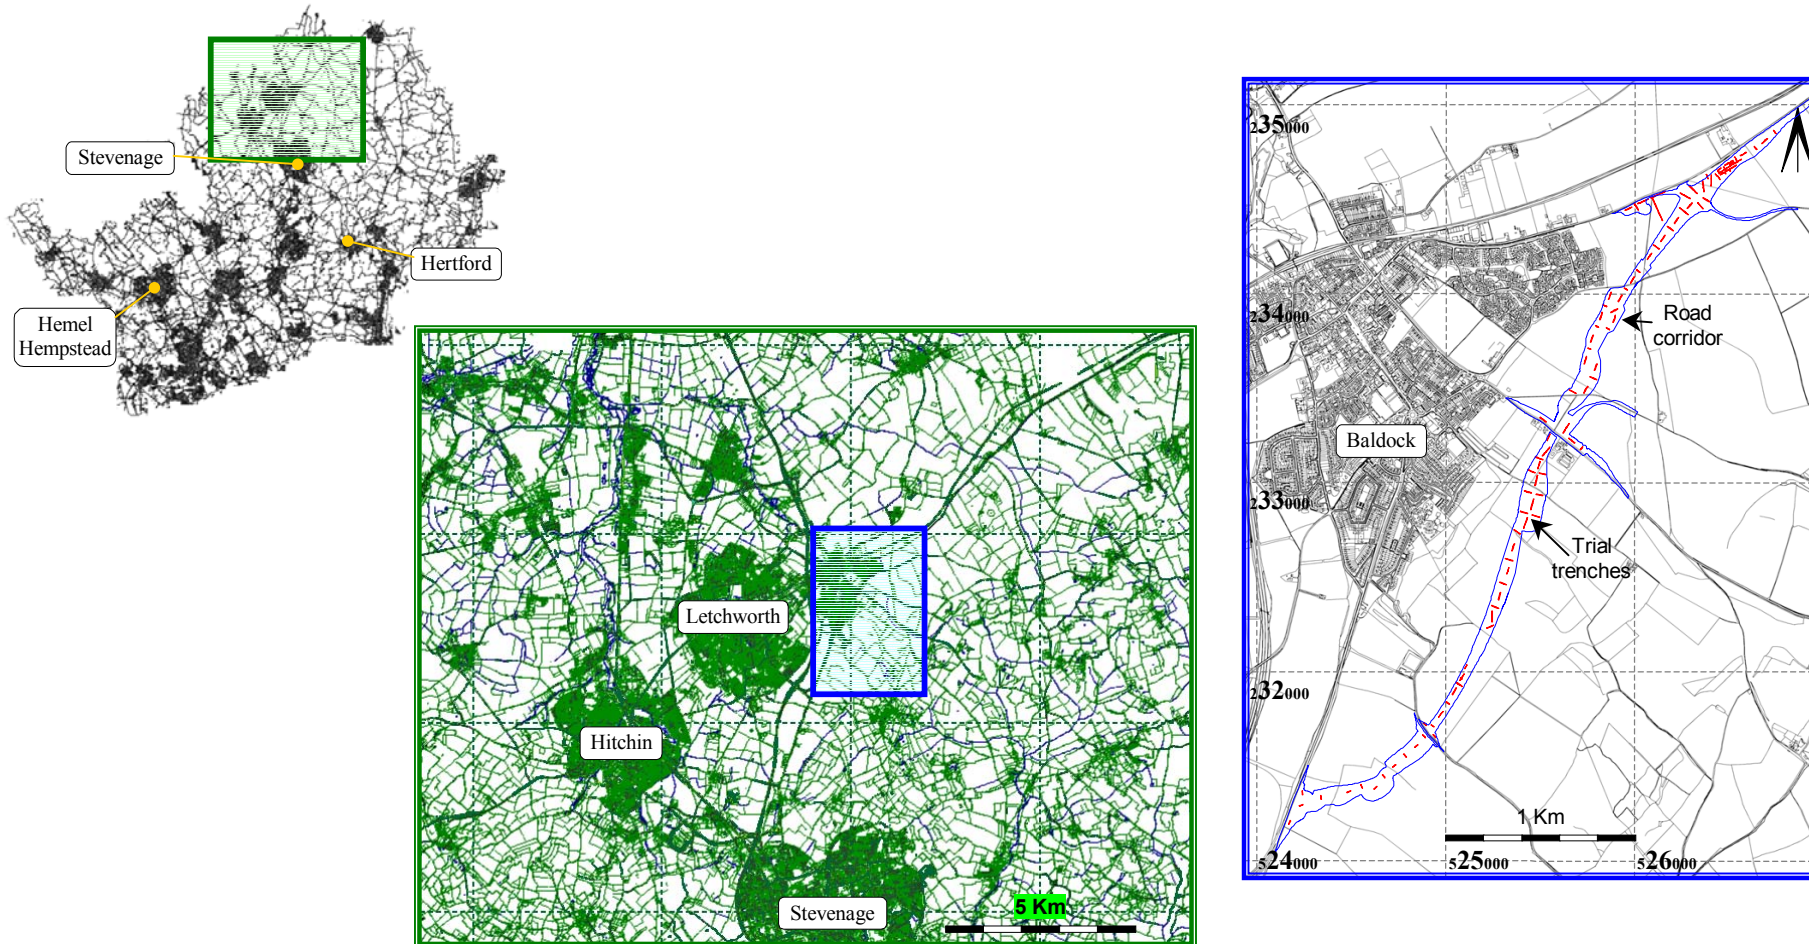 Stevenage
Hertford
Hemel
Hempstead
Letchworth
Hitchin
Stevenage
5 Km
235000
234000
Road
corridor
Baldock
233000
Trial
trenches
232000
1 Km
524000
525000
526000